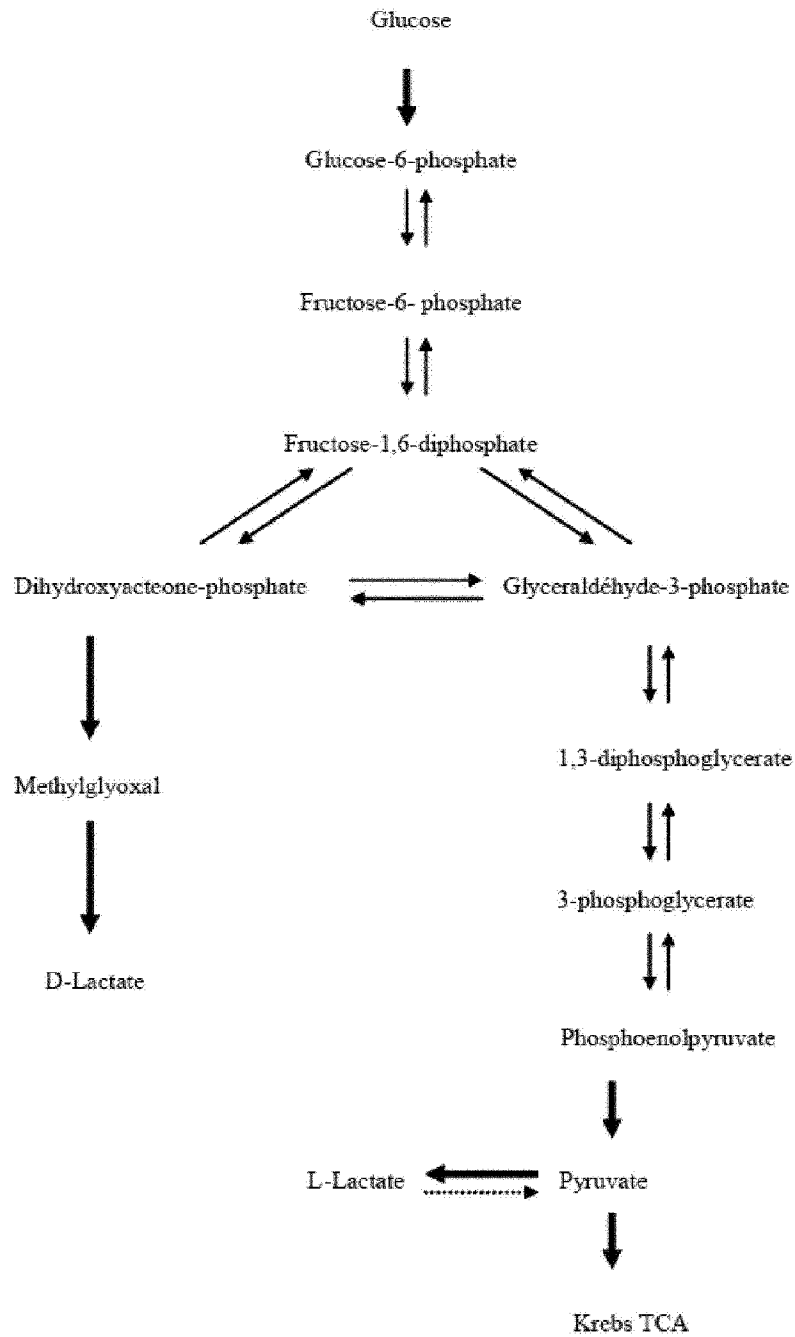 Glucose
Glucose-6-phosphate
Fructose-6- phosphate
Fructose-1,6-diphosphate
Dihydroxyacteone-phosphate
Glyceraldéhyde-3-phosphate
1,3-diphosphoglycerate
Methylglyoxal
3-phosphoglycerate
D-Lactate
Phosphoenolpyruvate
L-Lactate
Pyruvate
Krebs TCA